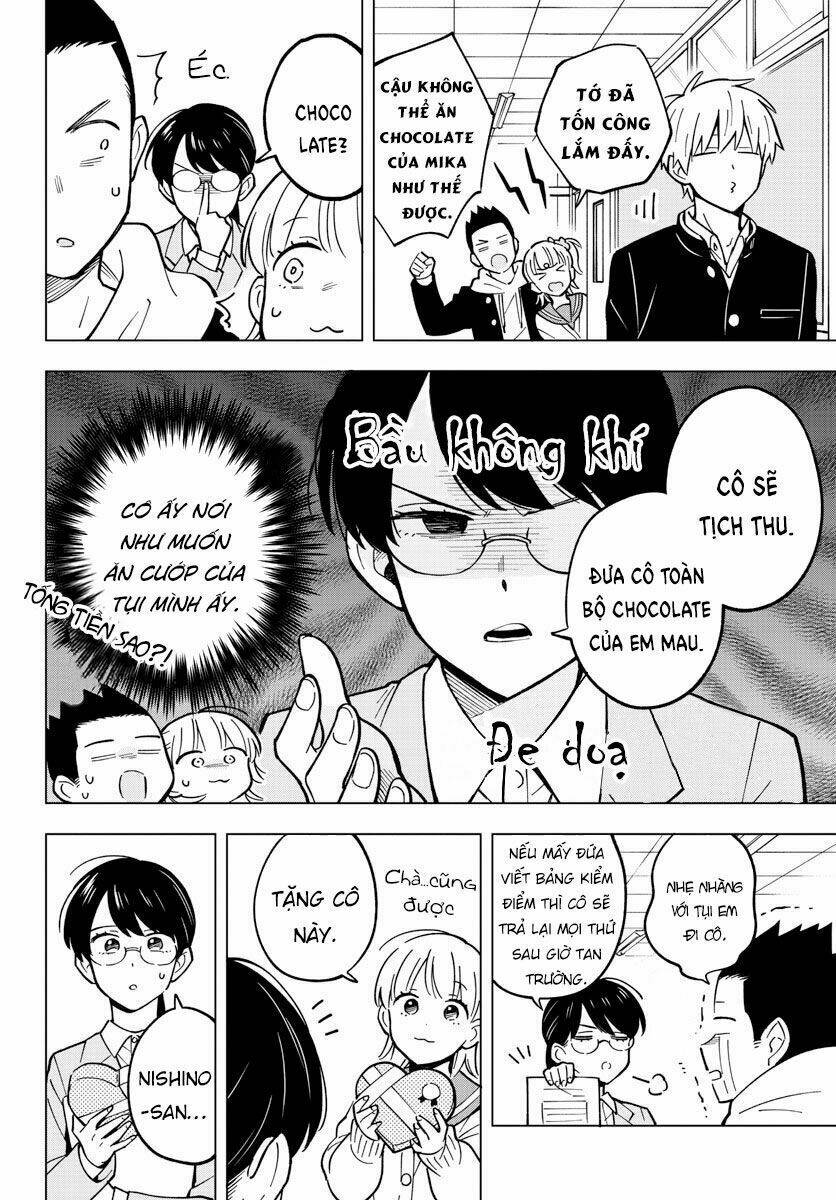 TỚ ĐÃ
TỐN CÔNG
LẮM ĐẤY.
CẬU KHÔNG
THỂ ĂN
CHOCOLATE
CỦA MIKA
NHƯ THẾ
ĐƯỢC.
CHOCO
LATE?
Éc
Bầu không khí
CÔ SẼ
TỊCH THU.
ĐƯA CÔ TOÀN
BỘ CHOCOLATE
CỦA EM MAU.
Đe doạ
CÔ ẤY NÓI
NHƯ MUỐN
ĂN CƯỚP CỦA
TỤI MÌNH ẤY.
TỐNG TIỀN SAO?!
NHẸ NHÀNG
VỚI TỤI EM
ĐI CÔ.
NẾU MẤY ĐỨA
VIẾT BẢNG KIỂM
ĐIỂM THÌ CÔ SẼ
TRẢ LẠI MỌI THỨ
SAU GIỜ TAN
TRƯỜNG.
Chà...cũng
được
TẶNG CÔ
NÀY.
NISHINO
-SAN...